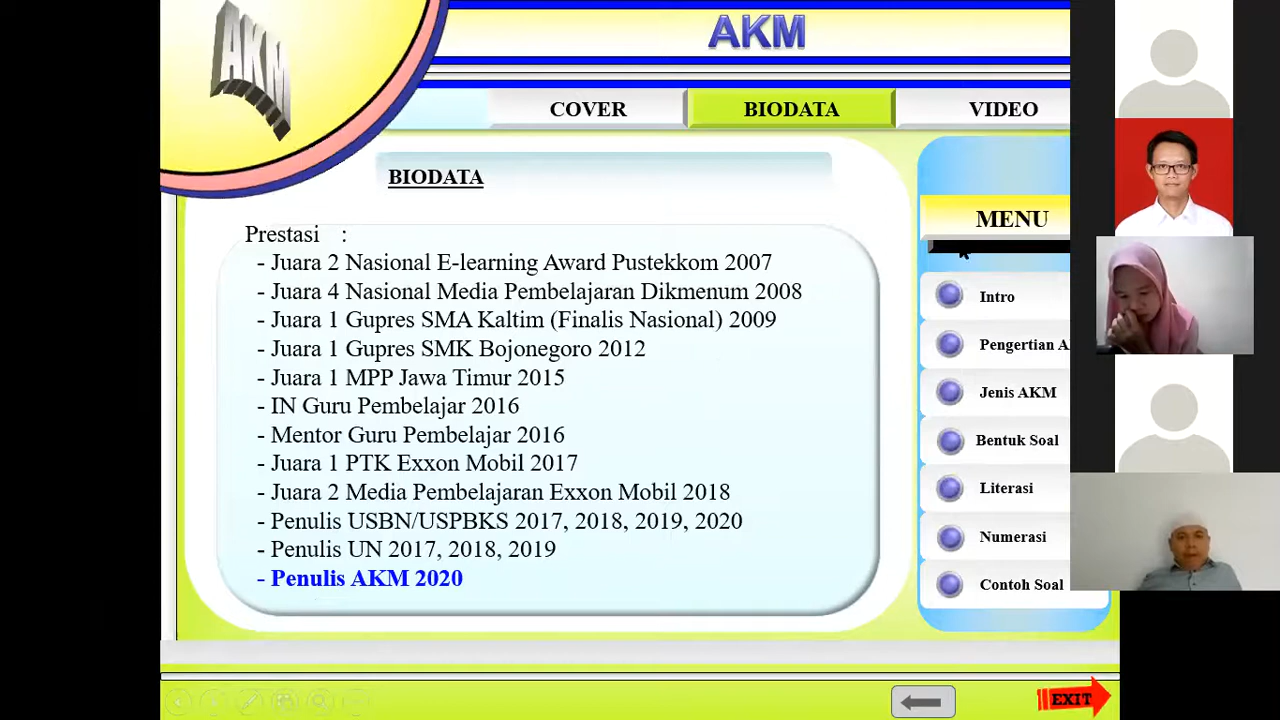 AKM
AKM
COVER
BIODATA
VIDEO
BIODATA
Prestasi :
- Juara 2 Nasional E-learning Award Pustekkom 2007
- Juara 4 Nasional Media Pembelajaran Dikmenum 2008
- Juara 1 Gupres SMA Kaltim (Finalis Nasional) 2009
- Juara 1 Gupres SMK Bojonegoro 2012
- Juara 1 MPP Jawa Timur 2015
- IN Guru Pembelajar 2016
- Mentor Guru Pembelajar 2016
- Juara 1 PTK Exxon Mobil 2017
- Juara 2 Media Pembelajaran Exxon Mobil 2018
- Penulis USBN/USPBKS 2017, 2018, 2019, 2020
- Penulis UN 2017, 2018, 2019
- Penulis AKM 2020
MENU
Intro
Pengertian A
Jenis AKM
Bentuk Soal
Literasi
Numerasi
Contoh Soal
EXIT